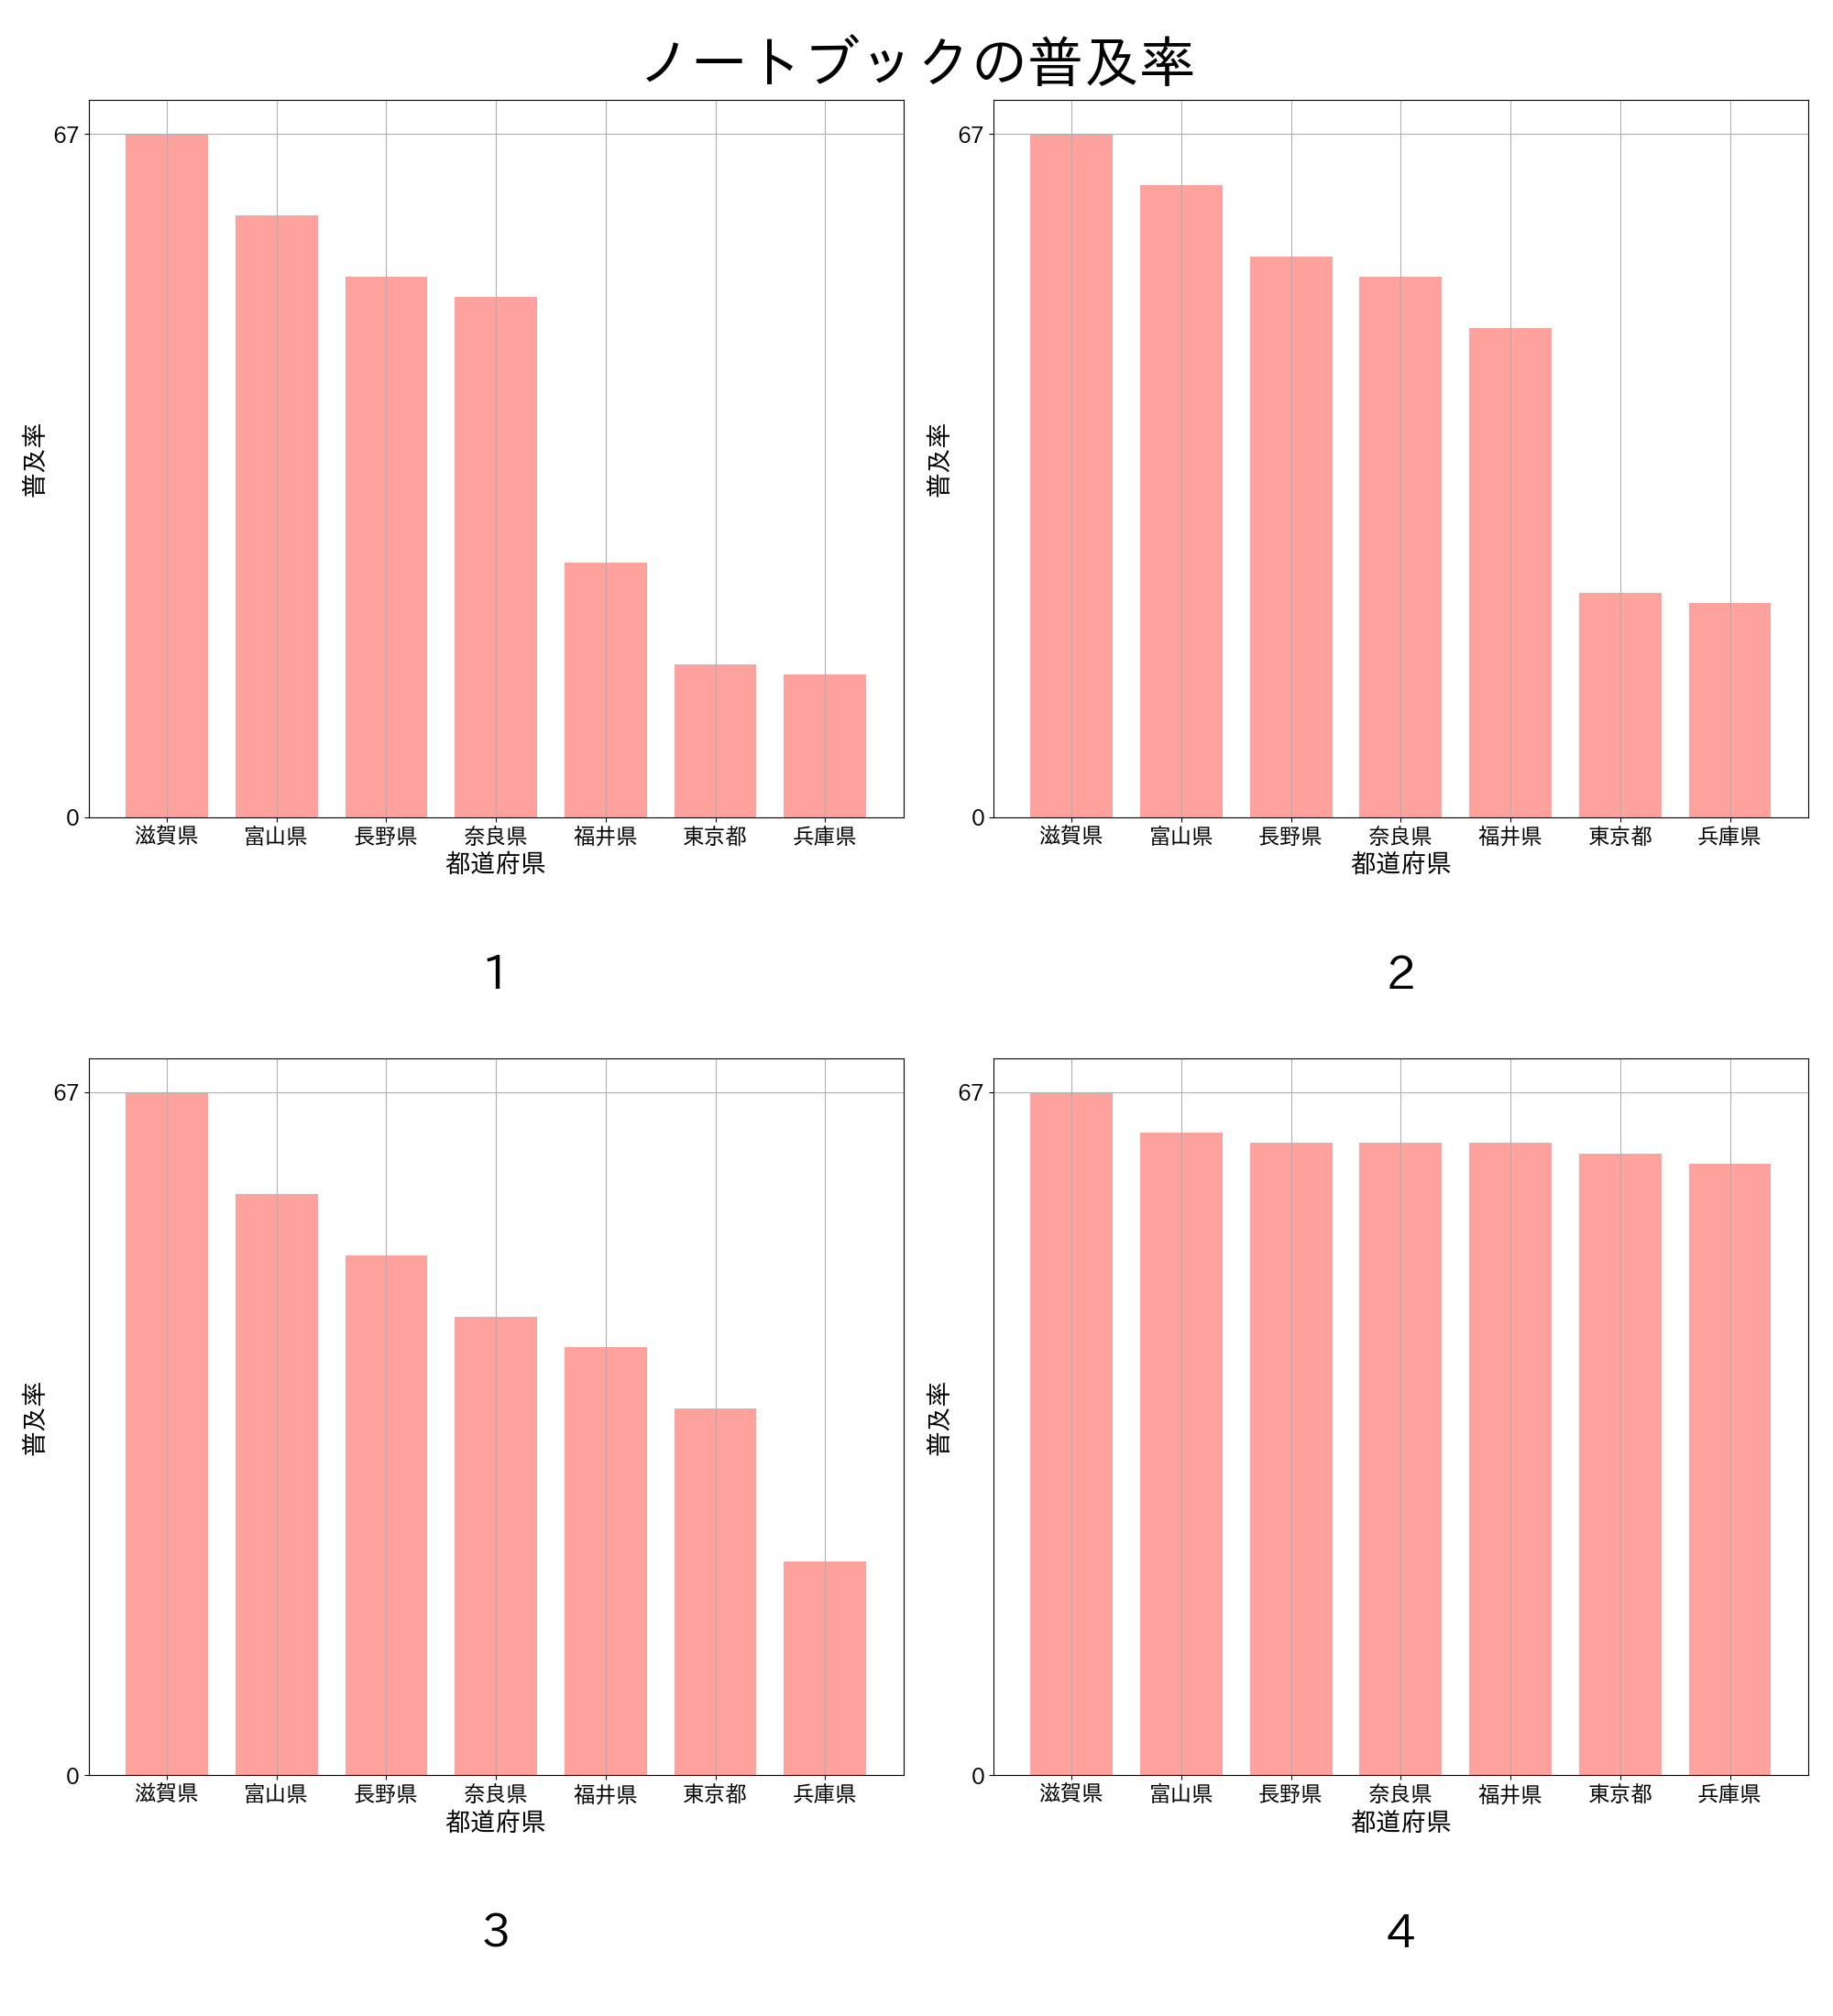 ノートブックの普及率
67
普及率
0
滋賀県 富山県 長野県 奈良県 福井県 東京都 兵庫県
都道府県
1
67
普及率
0
滋賀県 富山県 長野県 奈良県 福井県 東京都 兵庫県
都道府県
2
67
普及率
0
滋賀県 富山県 長野県 奈良県 福井県 東京都 兵庫県
都道府県
3
67
普及率
0
滋賀県 富山県 長野県 奈良県 福井県 東京都 兵庫県
都道府県
4